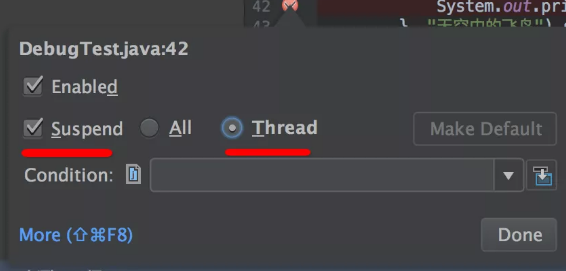 42 System.out.pri
43 } "天空中的飞鸟")
DebugTest.java:42
Enabled
Suspend All Thread Make Default
Condition:
More (⇧⌘F8) Done